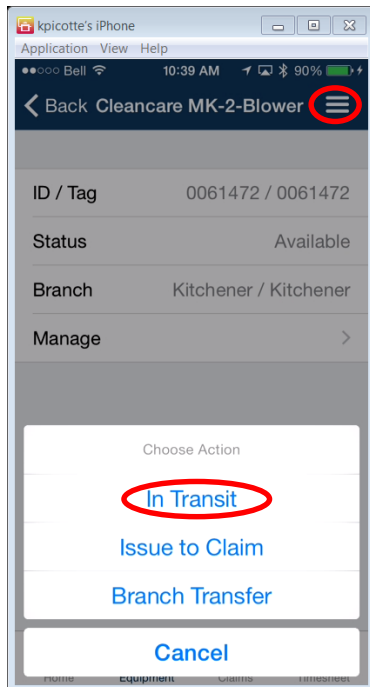 kpicotte's iPhone
Application View Help
Bell 10:39 AM 90%
Back Cleancare MK-2-Blower
ID / Tag 0061472 / 0061472
Status Available
Branch Kitchener / Kitchener
Manage
Choose Action
In Transit
Issue to Claim
Branch Transfer
Cancel
Home Equipment Claims Timesheet